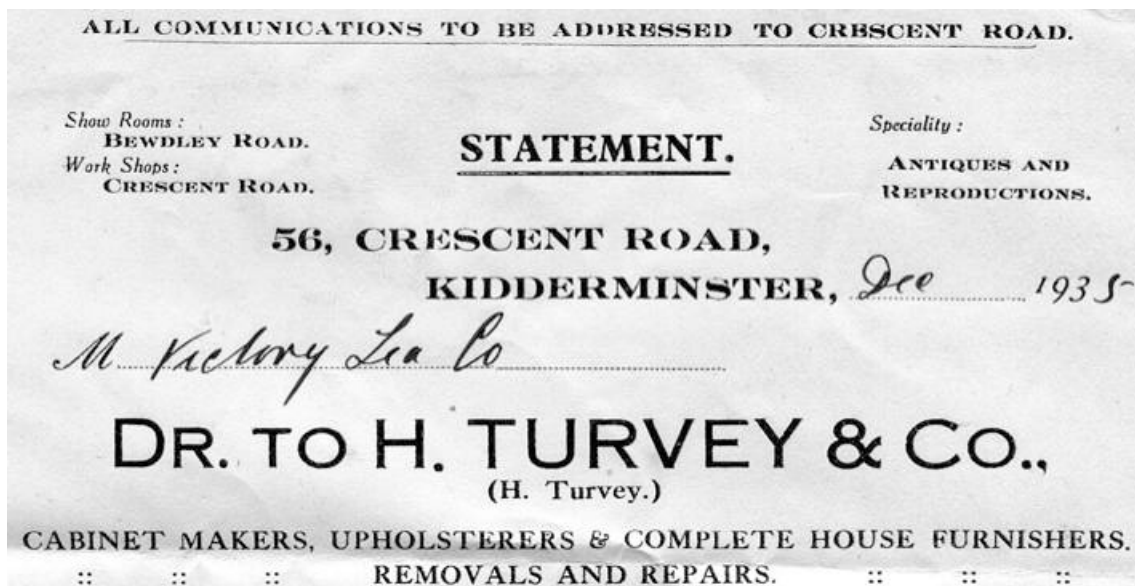 ALL COMMUNICATIONS TO BE ADDRESSED TO CRESCENT ROAD.
Show Rooms :
BEWDLEY ROAD.
Work Shops :
CRESCENT ROAD.
STATEMENT.
Speciality :
ANTIQUES AND
REPRODUCTIONS.
56, CRESCENT ROAD,
KIDDERMINSTER, Dec 1935
M Victory Tea Co
DR. TO H. TURVEY & CO.,
(H. Turvey.)
CABINET MAKERS, UPHOLSTERERS & COMPLETE HOUSE FURNISHERS.
:: :: :: REMOVALS AND REPAIRS. :: :: ::